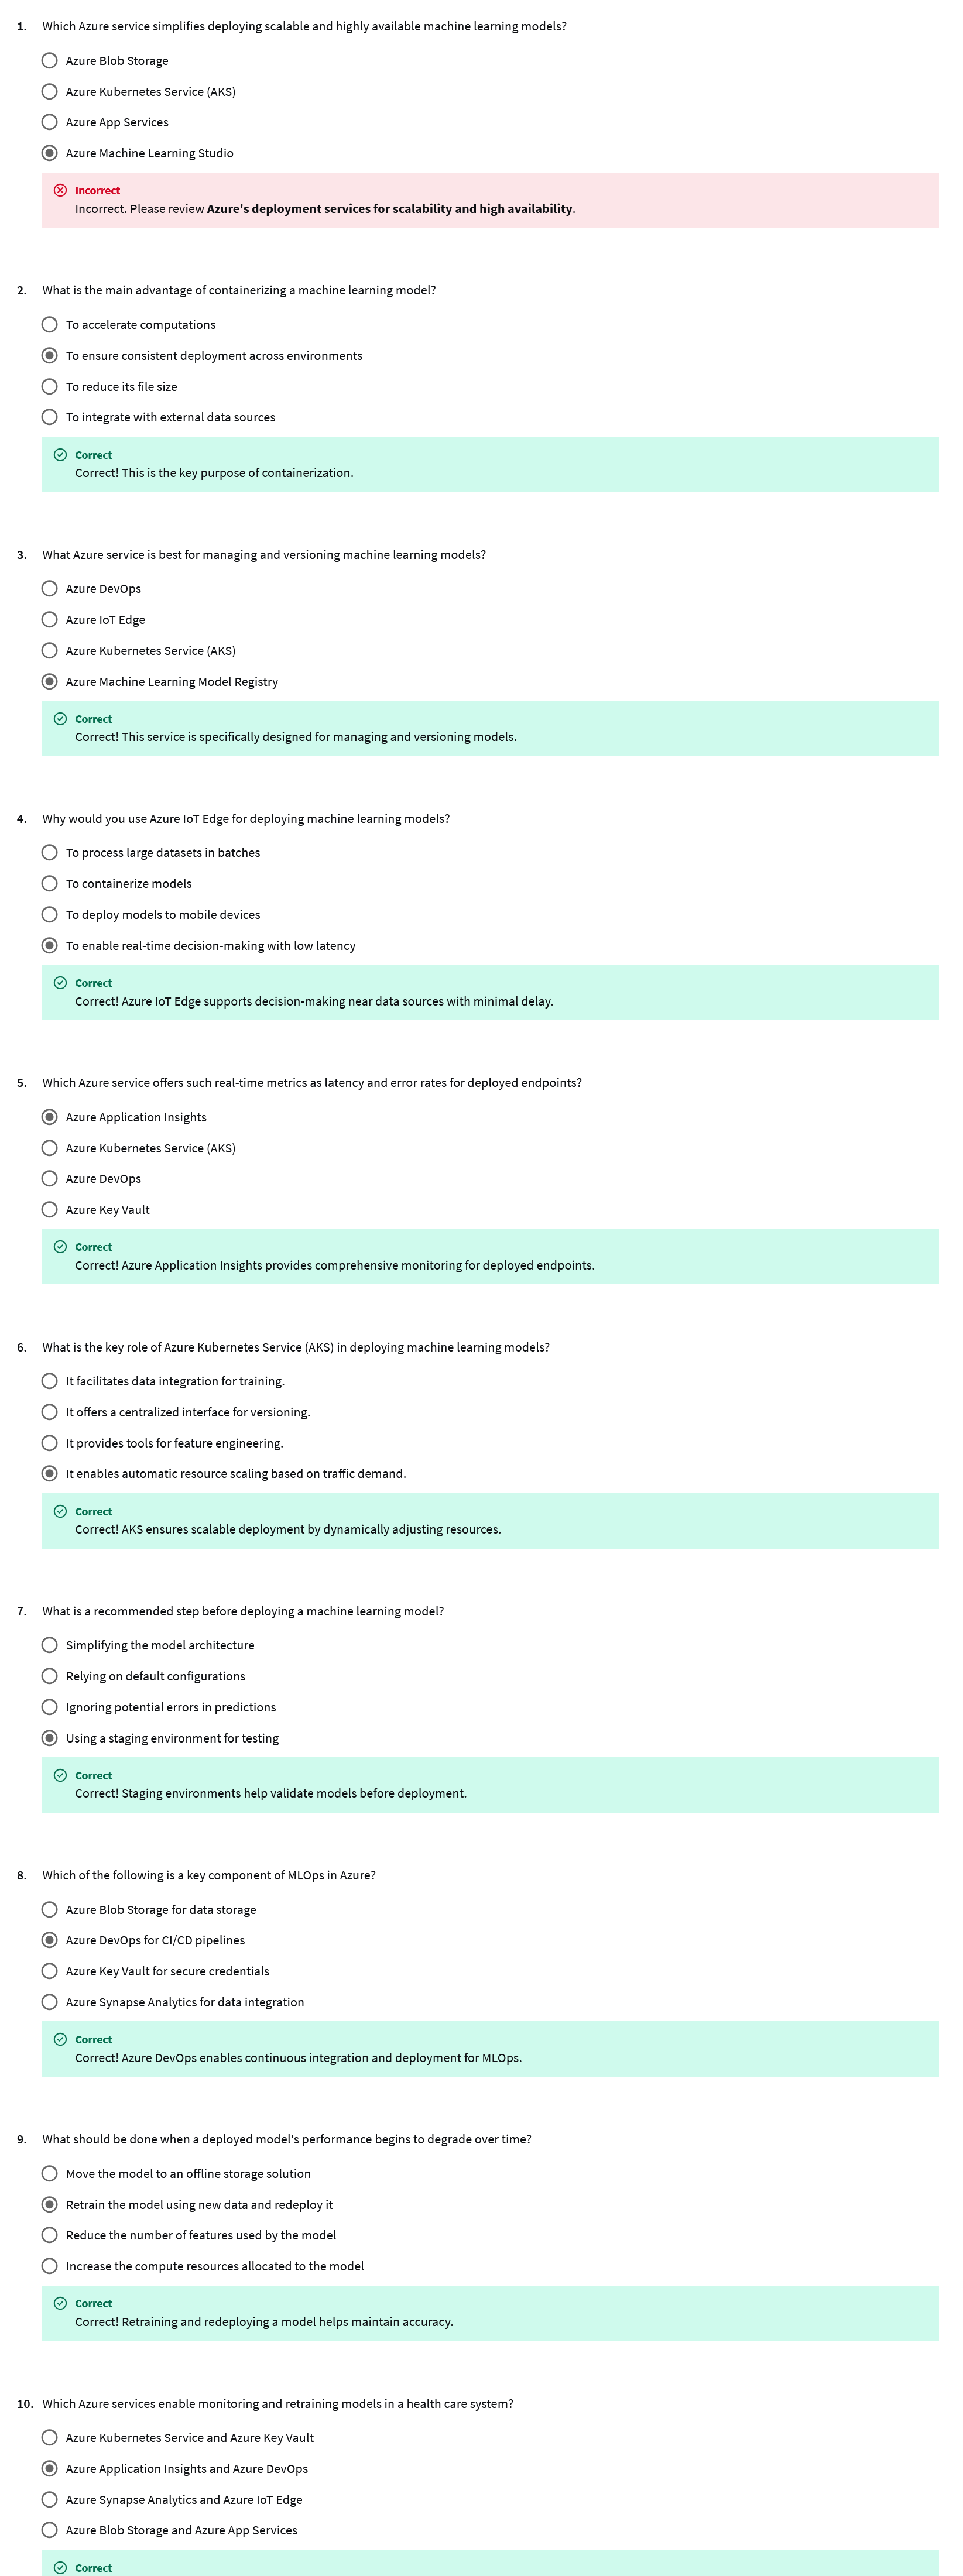 1. Which Azure service simplifies deploying scalable and highly available machine learning models?
Azure Blob Storage
Azure Kubernetes Service (AKS)
Azure App Services
Azure Machine Learning Studio
Incorrect
Incorrect. Please review Azure's deployment services for scalability and high availability.
2. What is the main advantage of containerizing a machine learning model?
To accelerate computations
To ensure consistent deployment across environments
To reduce its file size
To integrate with external data sources
Correct
Correct! This is the key purpose of containerization.
3. What Azure service is best for managing and versioning machine learning models?
Azure DevOps
Azure IoT Edge
Azure Kubernetes Service (AKS)
Azure Machine Learning Model Registry
Correct
Correct! This service is specifically designed for managing and versioning models.
4. Why would you use Azure IoT Edge for deploying machine learning models?
To process large datasets in batches
To containerize models
To deploy models to mobile devices
To enable real-time decision-making with low latency
Correct
Correct! Azure IoT Edge supports decision-making near data sources with minimal delay.
5. Which Azure service offers such real-time metrics as latency and error rates for deployed endpoints?
Azure Application Insights
Azure Kubernetes Service (AKS)
Azure DevOps
Azure Key Vault
Correct
Correct! Azure Application Insights provides comprehensive monitoring for deployed endpoints.
6. What is the key role of Azure Kubernetes Service (AKS) in deploying machine learning models?
It facilitates data integration for training.
It offers a centralized interface for versioning.
It provides tools for feature engineering.
It enables automatic resource scaling based on traffic demand.
Correct
Correct! AKS ensures scalable deployment by dynamically adjusting resources.
7. What is a recommended step before deploying a machine learning model?
Simplifying the model architecture
Relying on default configurations
Ignoring potential errors in predictions
Using a staging environment for testing
Correct
Correct! Staging environments help validate models before deployment.
8. Which of the following is a key component of MLOps in Azure?
Azure Blob Storage for data storage
Azure DevOps for CI/CD pipelines
Azure Key Vault for secure credentials
Azure Synapse Analytics for data integration
Correct
Correct! Azure DevOps enables continuous integration and deployment for MLOps.
9. What should be done when a deployed model's performance begins to degrade over time?
Move the model to an offline storage solution
Retrain the model using new data and redeploy it
Reduce the number of features used by the model
Increase the compute resources allocated to the model
Correct
Correct! Retraining and redeploying a model helps maintain accuracy.
10. Which Azure services enable monitoring and retraining models in a health care system?
Azure Kubernetes Service and Azure Key Vault
Azure Application Insights and Azure DevOps
Azure Synapse Analytics and Azure IoT Edge
Azure Blob Storage and Azure App Services
Correct